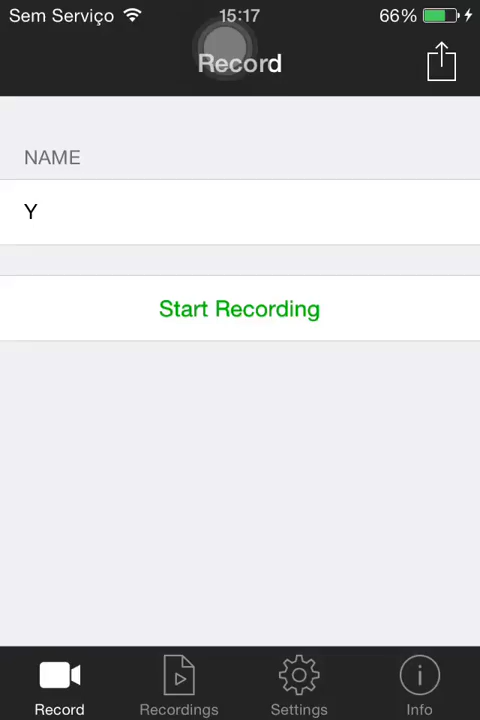 Sem Serviço 15:17 66%
Record
NAME
Y
Start Recording
Record Recordings Settings Info